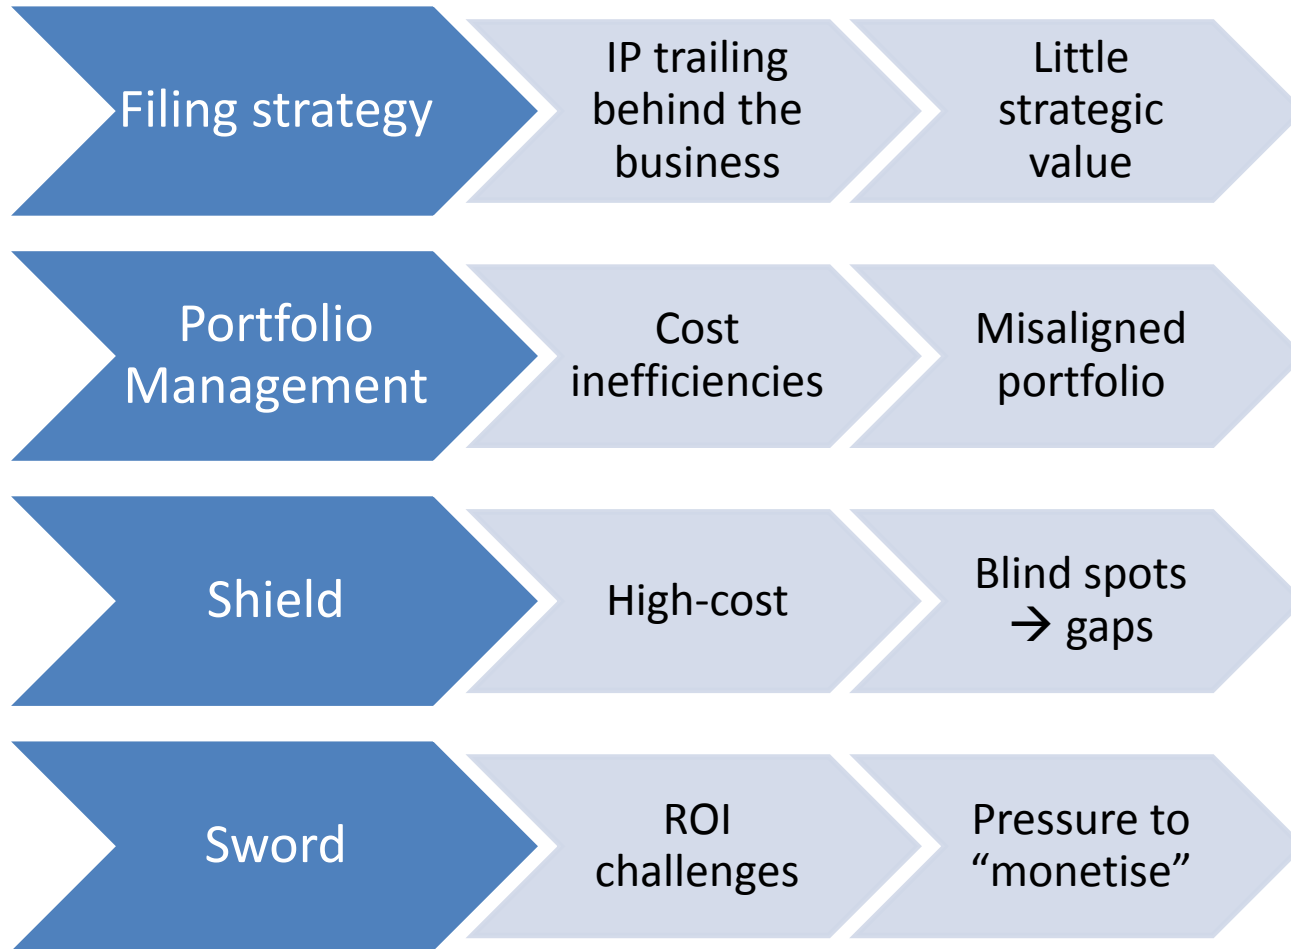 Filing strategy
IP trailing
behind the
business
Little
strategic
value
Portfolio
Management
Cost
inefficiencies
Misaligned
portfolio
Shield
High-cost
Blind spots
→ gaps
Sword
ROI
challenges
Pressure to
“monetise”